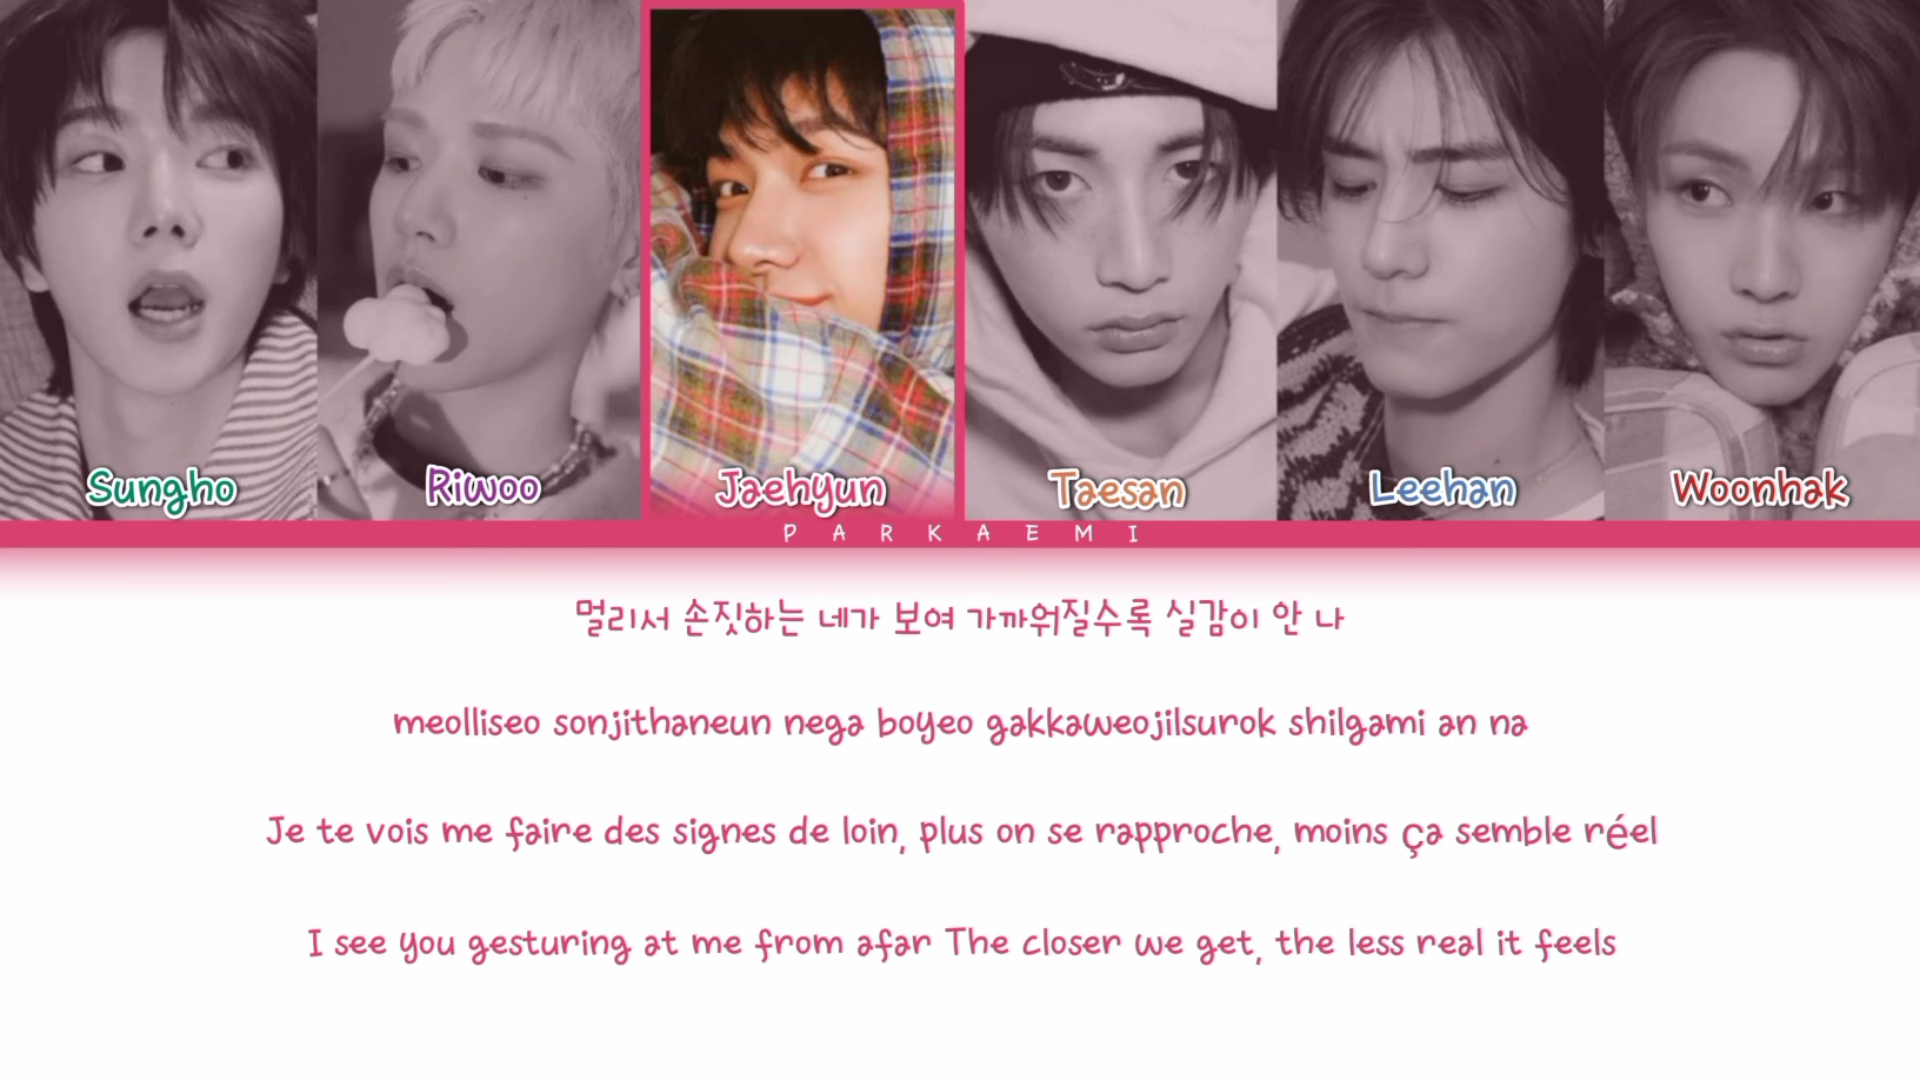 Sungho Riwoo Jaehyun Taesan Leehan Woonhak
PARKAEMI
멀리서 손짓하는 네가 보여 가까워질수록 실감이 안 나
meolliseo sonjithaneun nega boyeo gakkaweojilsurok shilgami an na
Je te vois me faire des signes de loin, plus on se rapproche, moins ça semble réel
I see you gesturing at me from afar The closer we get, the less real it feels